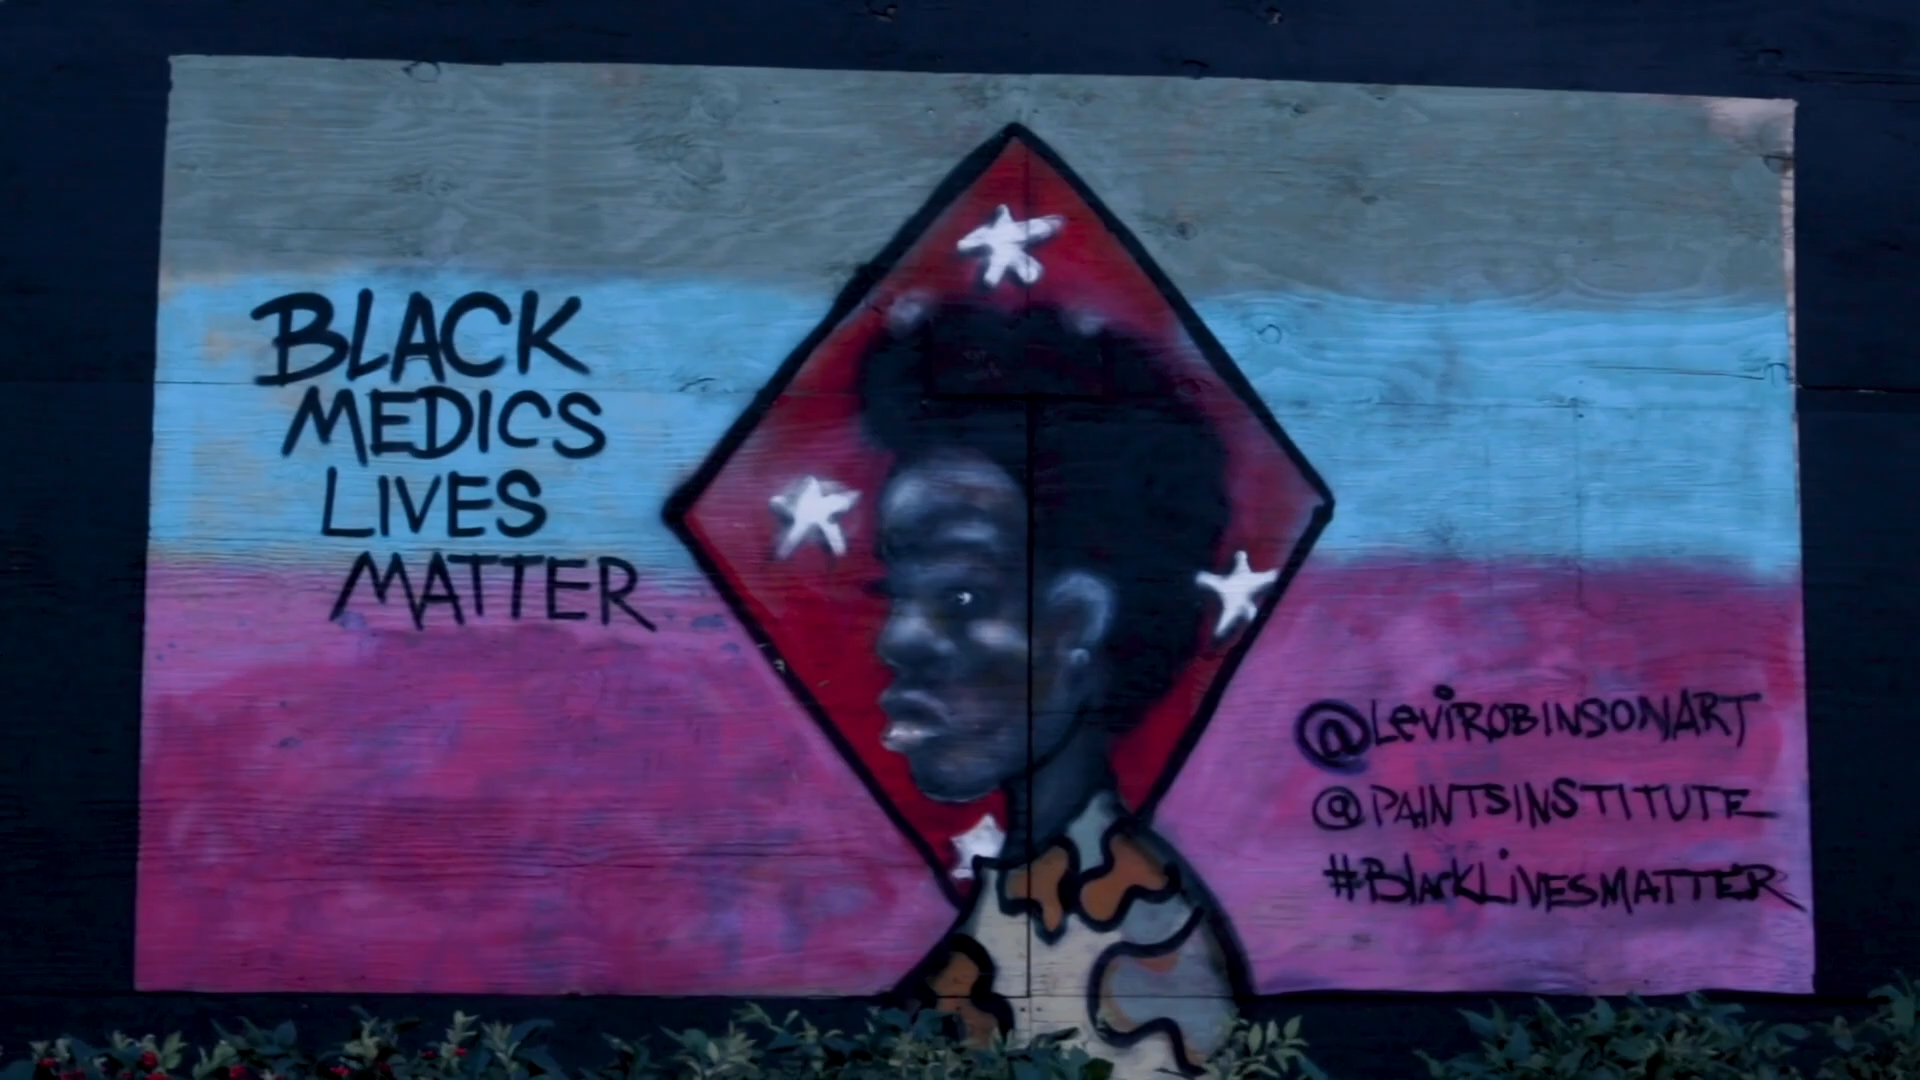 BLACK
MEDICS
LIVES
MATTER
@LeviROBINSONART
@PAINTSINSTITUTE
#BlackLivesMATTER